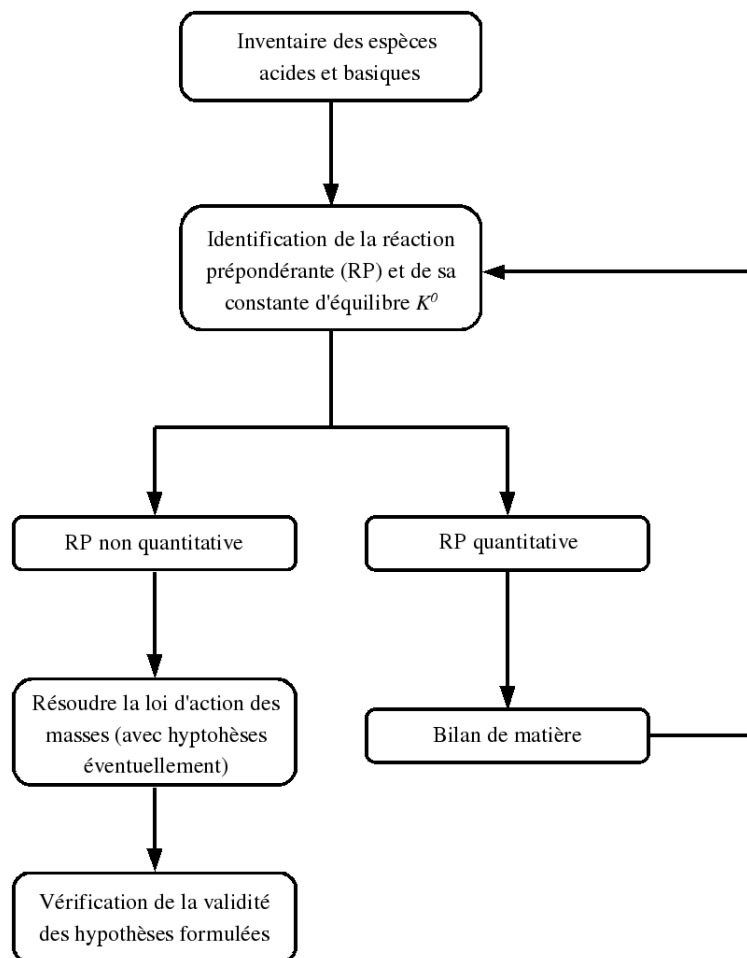 Inventaire des espèces
acides et basiques
Identification de la réaction
prépondérante (RP) et de sa
constante d'équilibre K⁰
RP non quantitative
RP quantitative
Résoudre la loi d'action des
masses (avec hyptohèses
éventuellement)
Bilan de matière
Vérification de la validité
des hypothèses formulées